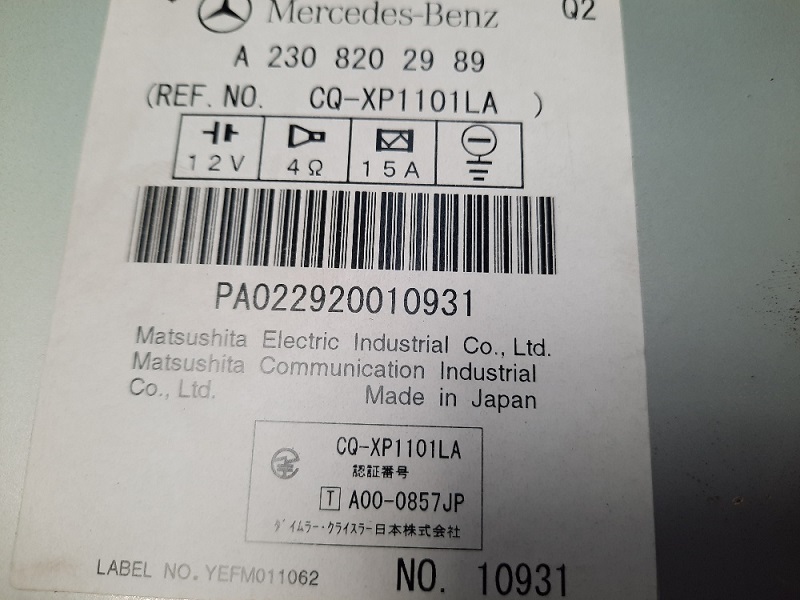 Mercedes-Benz Q2
A 230 820 29 89
(REF. NO. CQ-XP1101LA )
12V 4Ω 15A
PA022920010931
Matsushita Electric Industrial Co., Ltd.
Matsushita Communication Industrial
Co., Ltd. Made in Japan
CQ-XP1101LA
認証番号
T A00-0857JP
ダイムラー・クライスラー日本株式会社
LABEL NO. YEFM011062 NO. 10931